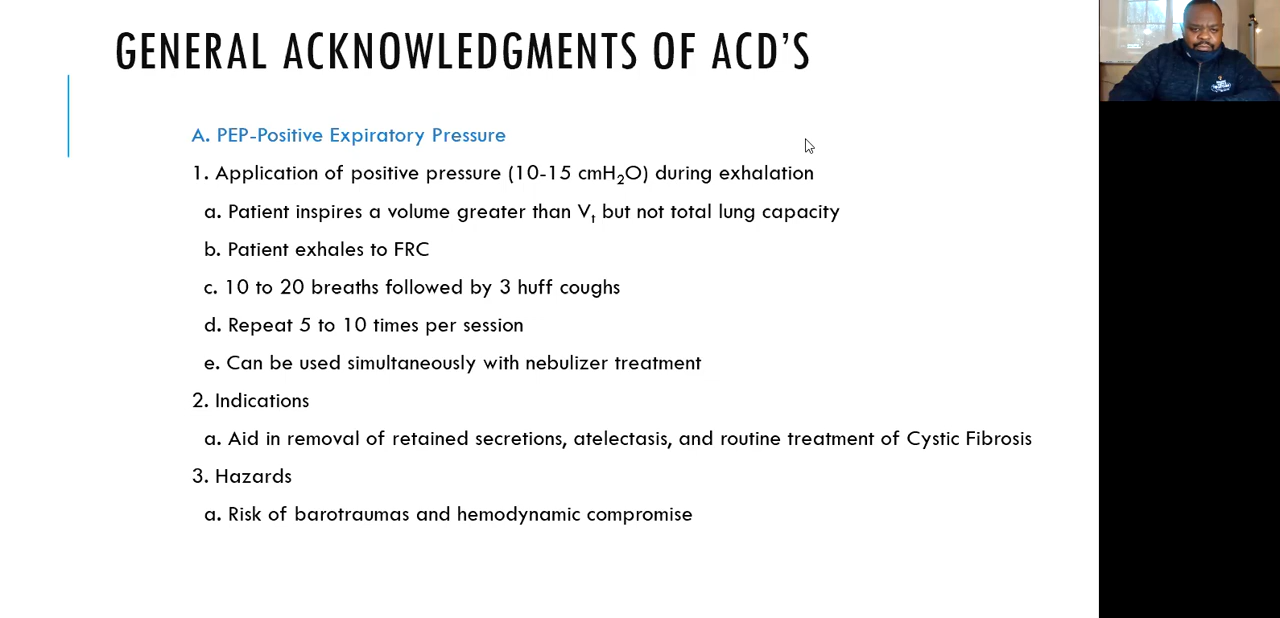 GENERAL ACKNOWLEDGMENTS OF ACD'S
A. PEP-Positive Expiratory Pressure
1. Application of positive pressure (10-15 cmH₂O) during exhalation
a. Patient inspires a volume greater than Vₜ but not total lung capacity
b. Patient exhales to FRC
c. 10 to 20 breaths followed by 3 huff coughs
d. Repeat 5 to 10 times per session
e. Can be used simultaneously with nebulizer treatment
2. Indications
a. Aid in removal of retained secretions, atelectasis, and routine treatment of Cystic Fibrosis
3. Hazards
a. Risk of barotraumas and hemodynamic compromise